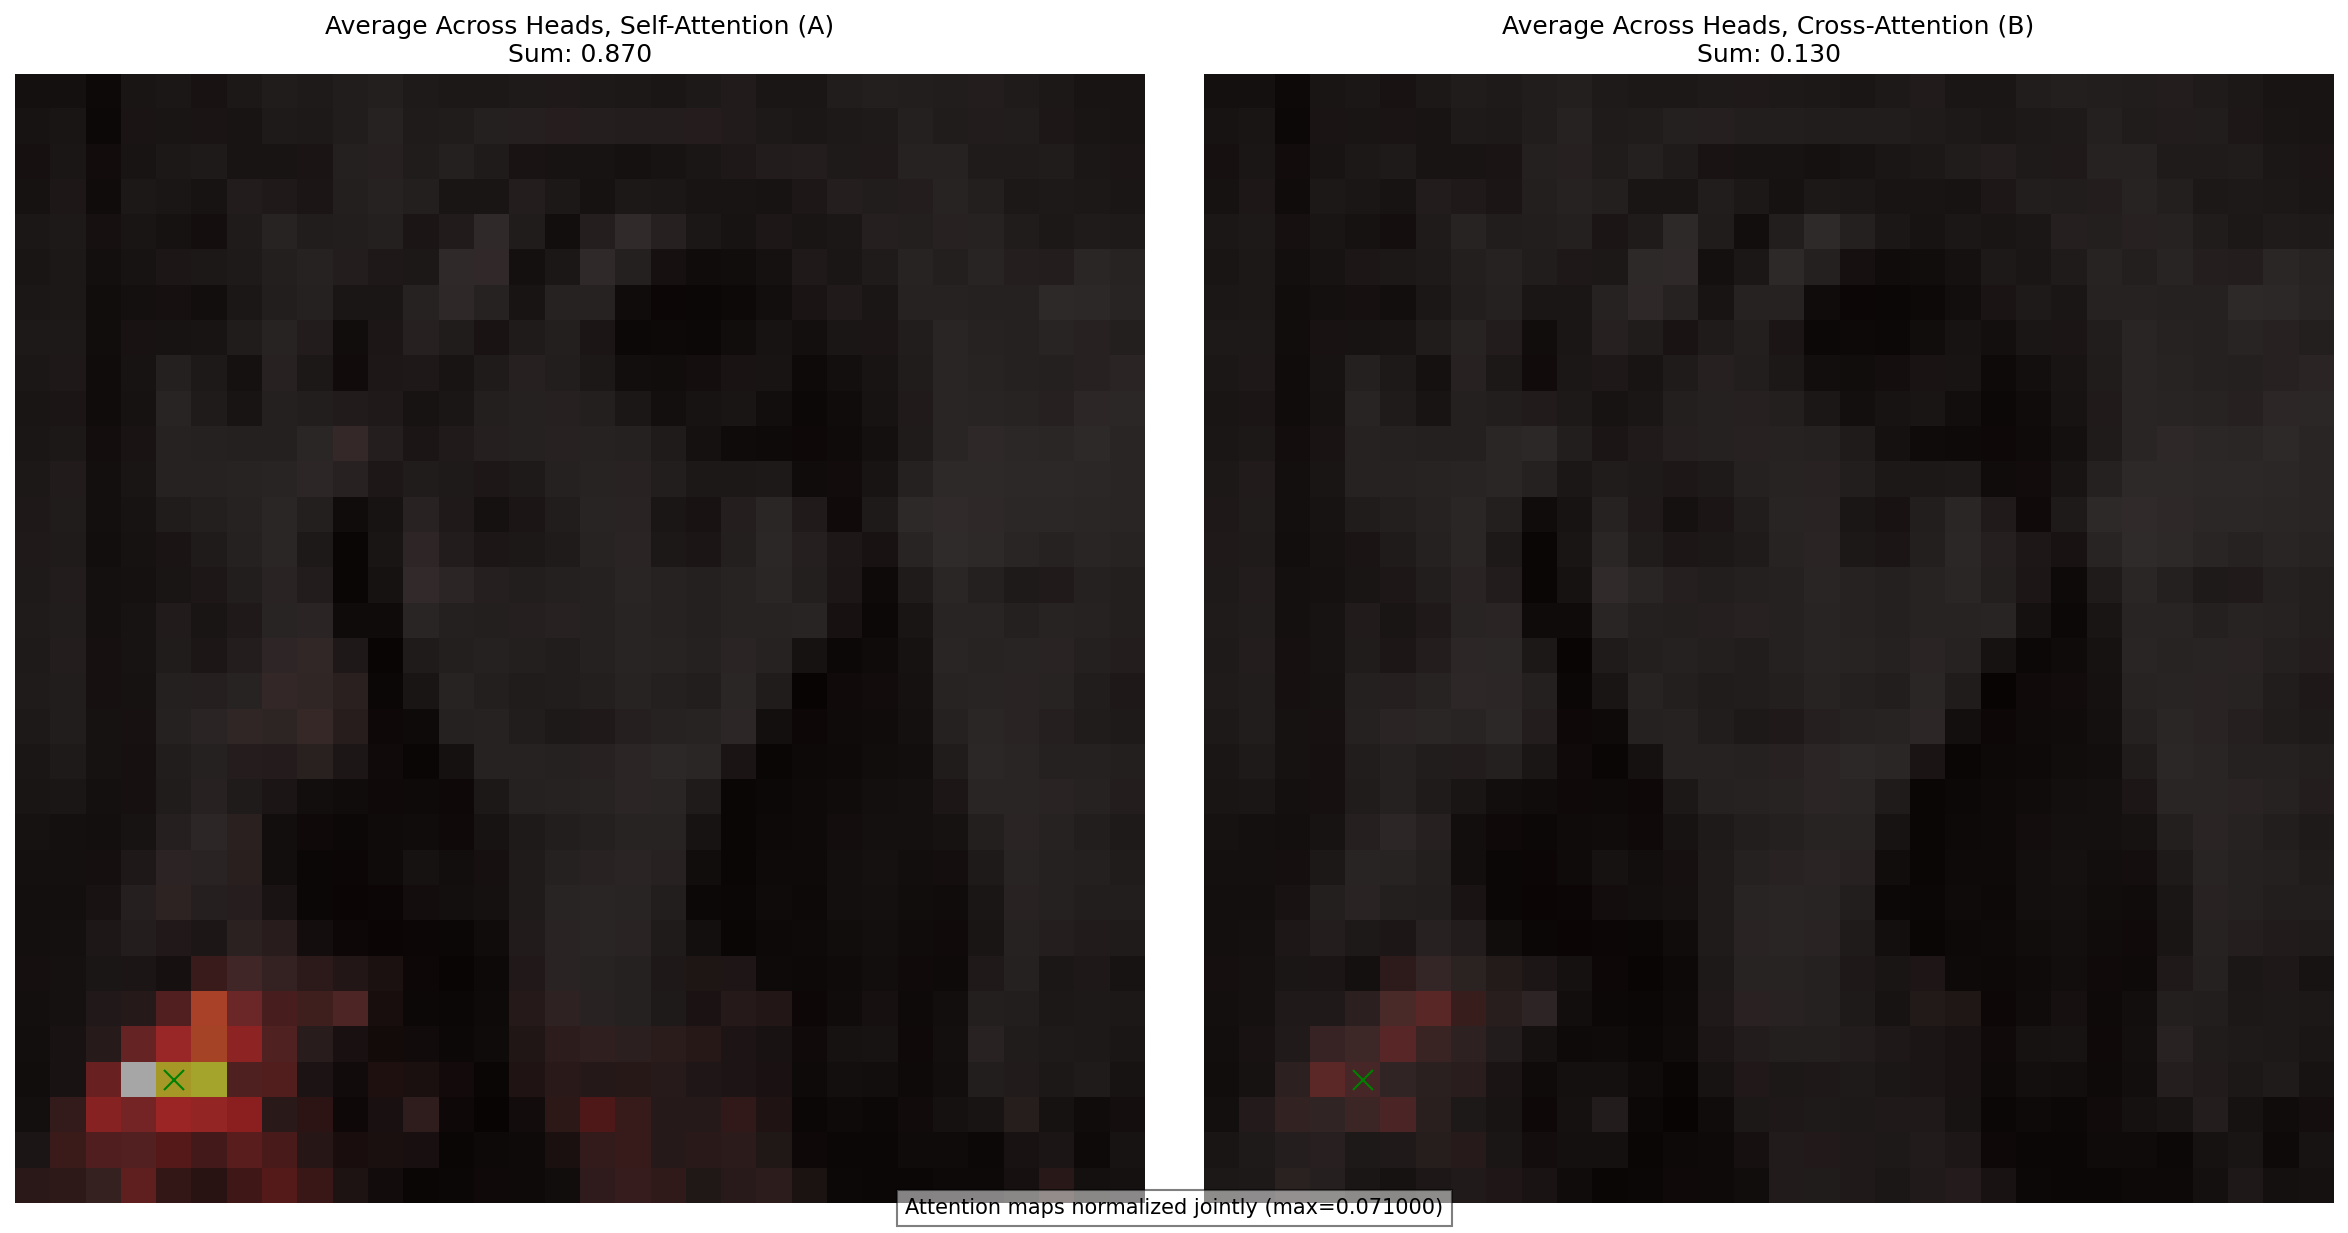 Average Across Heads, Self-Attention (A)
Sum: 0.870
Average Across Heads, Cross-Attention (B)
Sum: 0.130
Attention maps normalized jointly (max=0.071000)